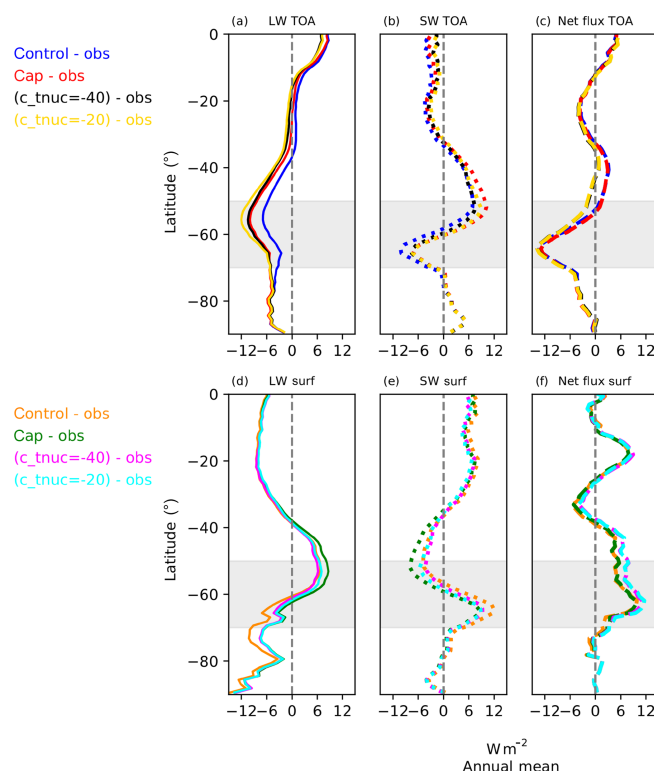 (a) LW TOA
(b) SW TOA
(c) Net flux TOA
Control - obs
Cap - obs
(c_tnuc=-40) - obs
(c_tnuc=-20) - obs
Latitude (°)
0
−20
−40
−60
−80
−12 −6 0 6 12
−12 −6 0 6 12
−12 −6 0 6 12
(d) LW surf
(e) SW surf
(f) Net flux surf
Control - obs
Cap - obs
(c_tnuc=-40) - obs
(c_tnuc=-20) - obs
Latitude (°)
0
−20
−40
−60
−80
−12 −6 0 6 12
−12 −6 0 6 12
−12 −6 0 6 12
Wm−2
Annual mean